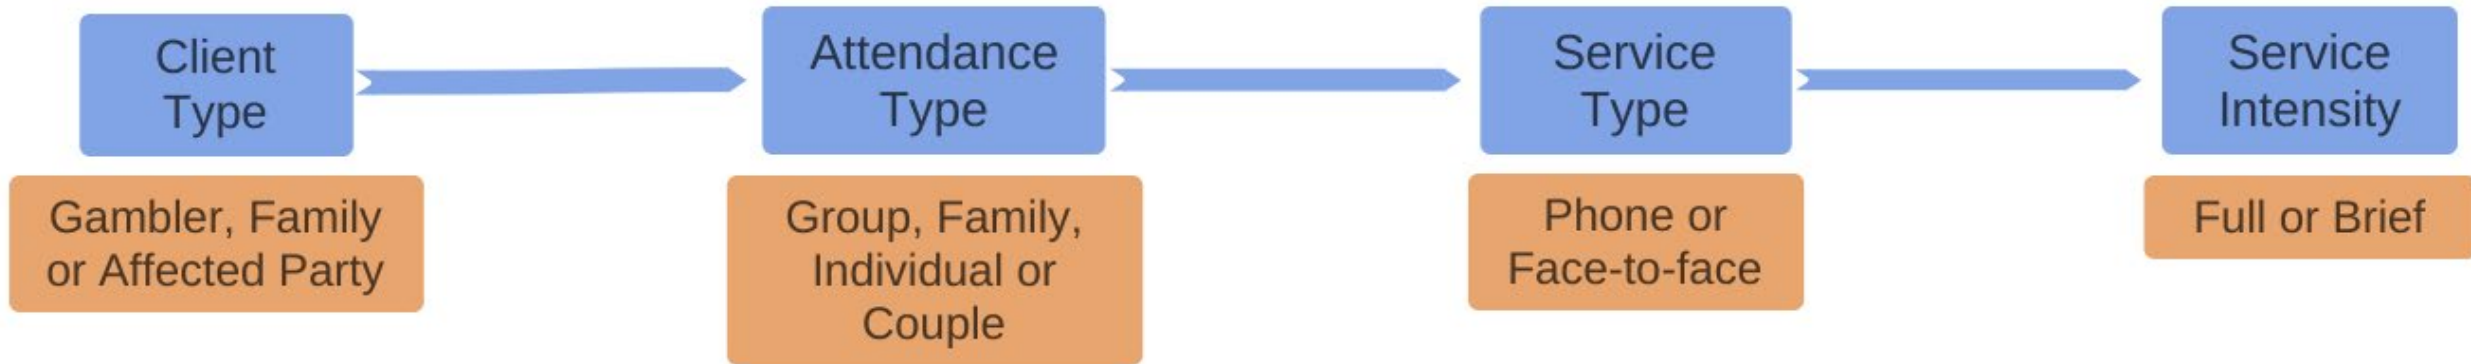 Client
Type
Attendance
Type
Service
Type
Service
Intensity
Gambler, Family
or Affected Party
Group, Family,
Individual or
Couple
Phone or
Face-to-face
Full or Brief